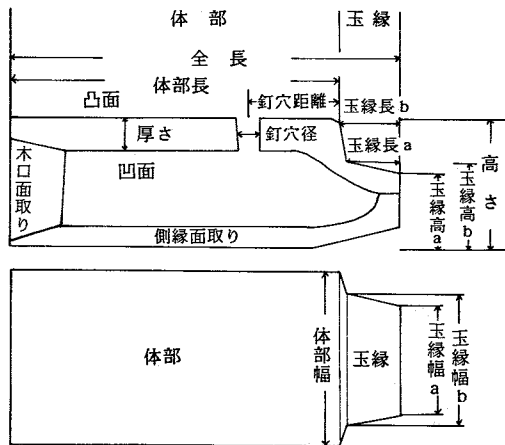 体部
玉縁
全長
体部長
凸面
釘穴距離
玉縁長b
厚さ
釘穴径
玉縁長a
高さ
木口面取り
凹面
玉縁高a
玉縁高b
側縁面取り
体部
体部幅
玉縁
玉縁幅a
玉縁幅b